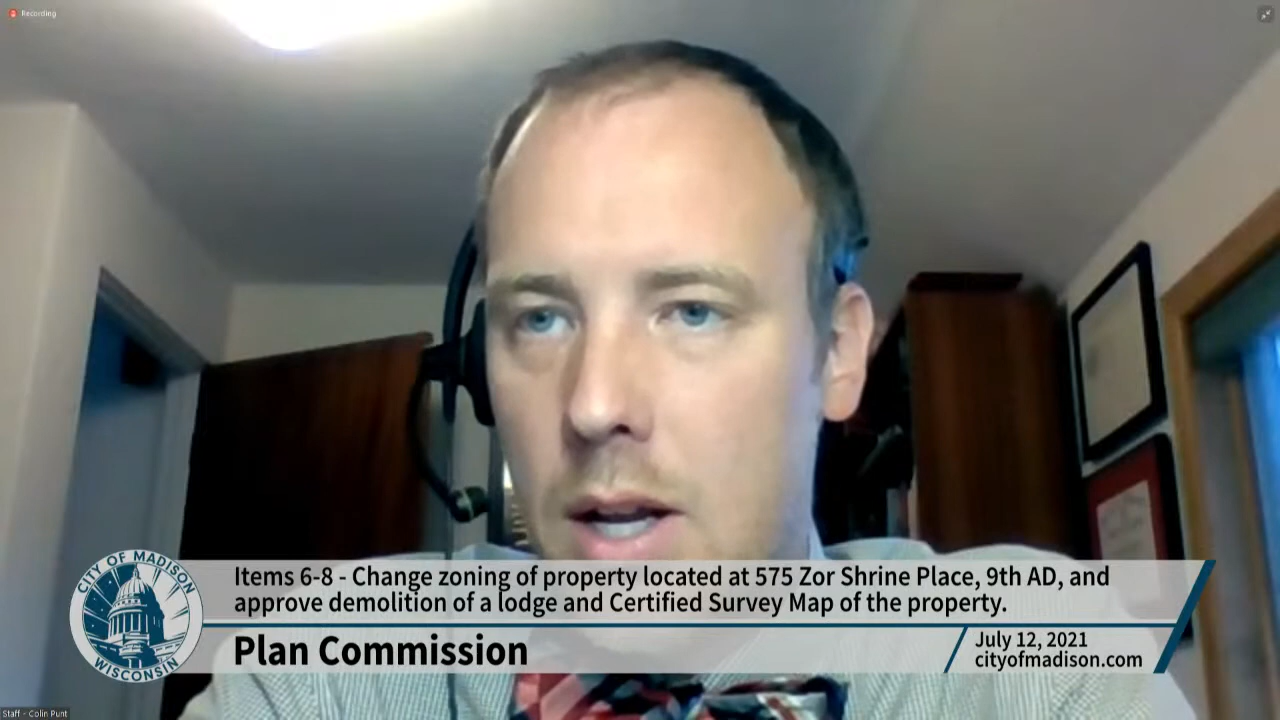 Recording
CITY OF MADISON
WISCONSIN
Items 6-8 - Change zoning of property located at 575 Zor Shrine Place, 9th AD, and
approve demolition of a lodge and Certified Survey Map of the property.
Plan Commission
July 12, 2021
cityofmadison.com
Staff - Colin Punt